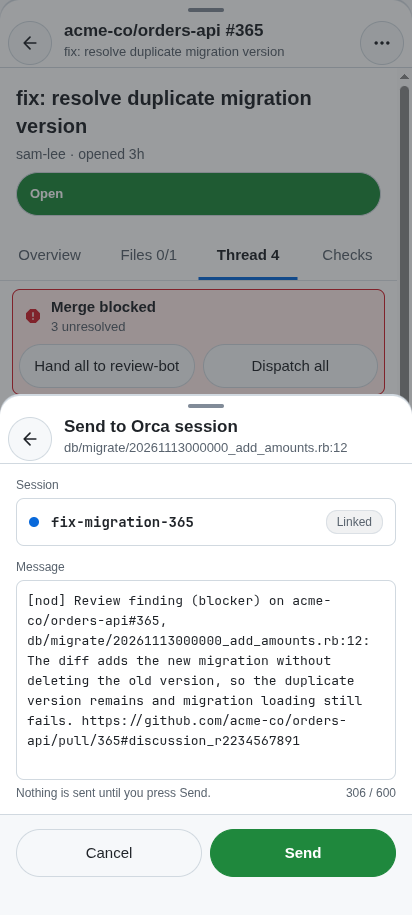 acme-co/orders-api #365
fix: resolve duplicate migration version
fix: resolve duplicate migration
version
sam-lee · opened 3h
Open
Overview
Files 0/1
Thread 4
Checks
Merge blocked
3 unresolved
Hand all to review-bot
Dispatch all
Send to Orca session
db/migrate/20261113000000_add_amounts.rb:12
Session
fix-migration-365
Linked
Message
[nod] Review finding (blocker) on acme-
co/orders-api#365,
db/migrate/20261113000000_add_amounts.rb:12:
The diff adds the new migration without
deleting the old version, so the duplicate
version remains and migration loading still
fails. https://github.com/acme-co/orders-
api/pull/365#discussion_r2234567891
Nothing is sent until you press Send.
306 / 600
Cancel
Send